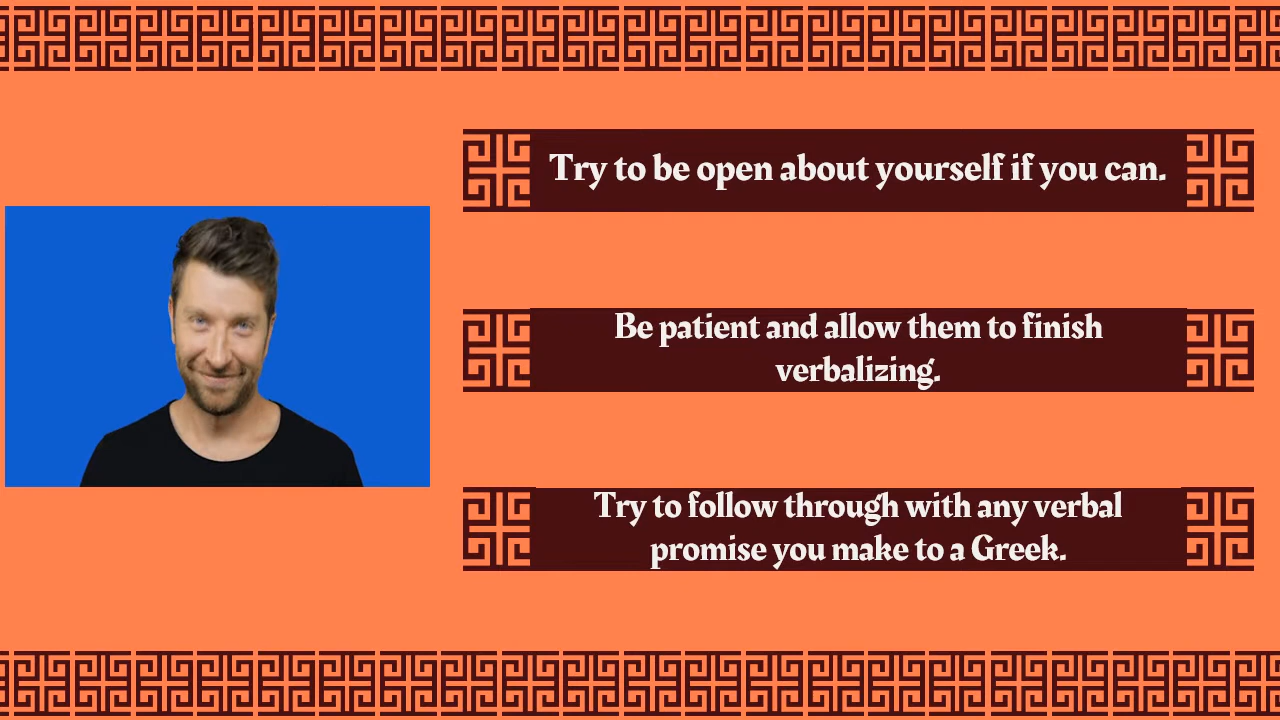 Try to be open about yourself if you can.
Be patient and allow them to finish
verbalizing.
Try to follow through with any verbal
promise you make to a Greek.